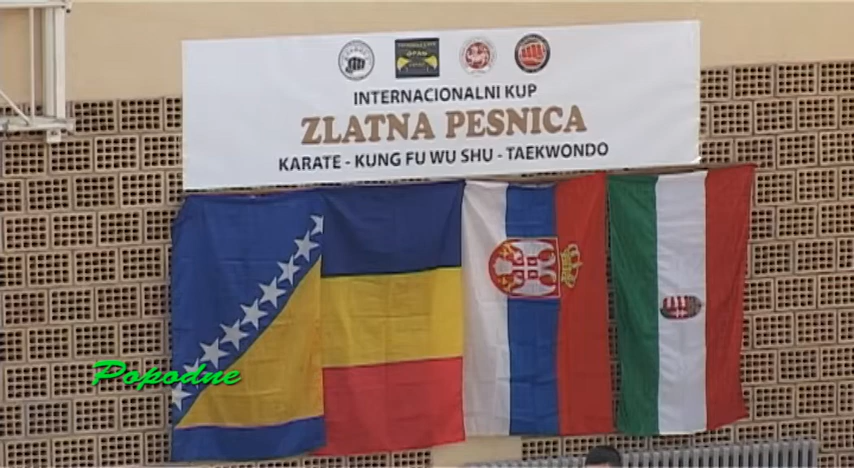 INTERNACIONALNI KUP
ZLATNA PESNICA
KARATE - KUNG FU WU SHU - TAEKWONDO
Popodne